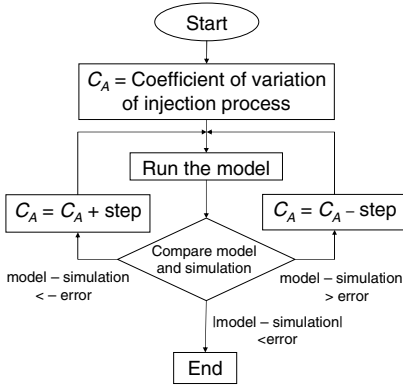 Start
C_A = Coefficient of variation
of injection process
Run the model
C_A = C_A + step
C_A = C_A – step
Compare model
and simulation
model – simulation
< – error
model – simulation
> error
|model – simulation|
<error
End